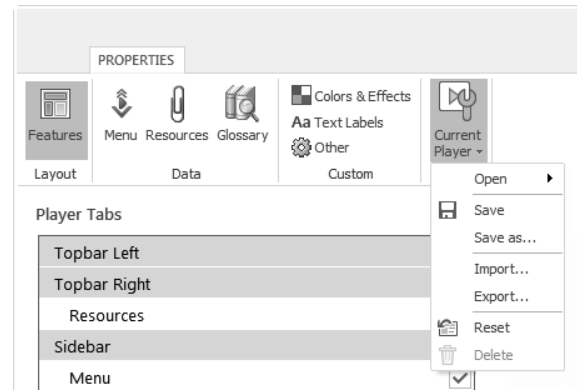 PROPERTIES
Features
Menu
Resources
Glossary
Colors & Effects
Aa Text Labels
Other
Current
Player
Layout
Data
Custom
Open
Save
Save as...
Import...
Export...
Reset
Delete
Player Tabs
Topbar Left
Topbar Right
Resources
Sidebar
Menu